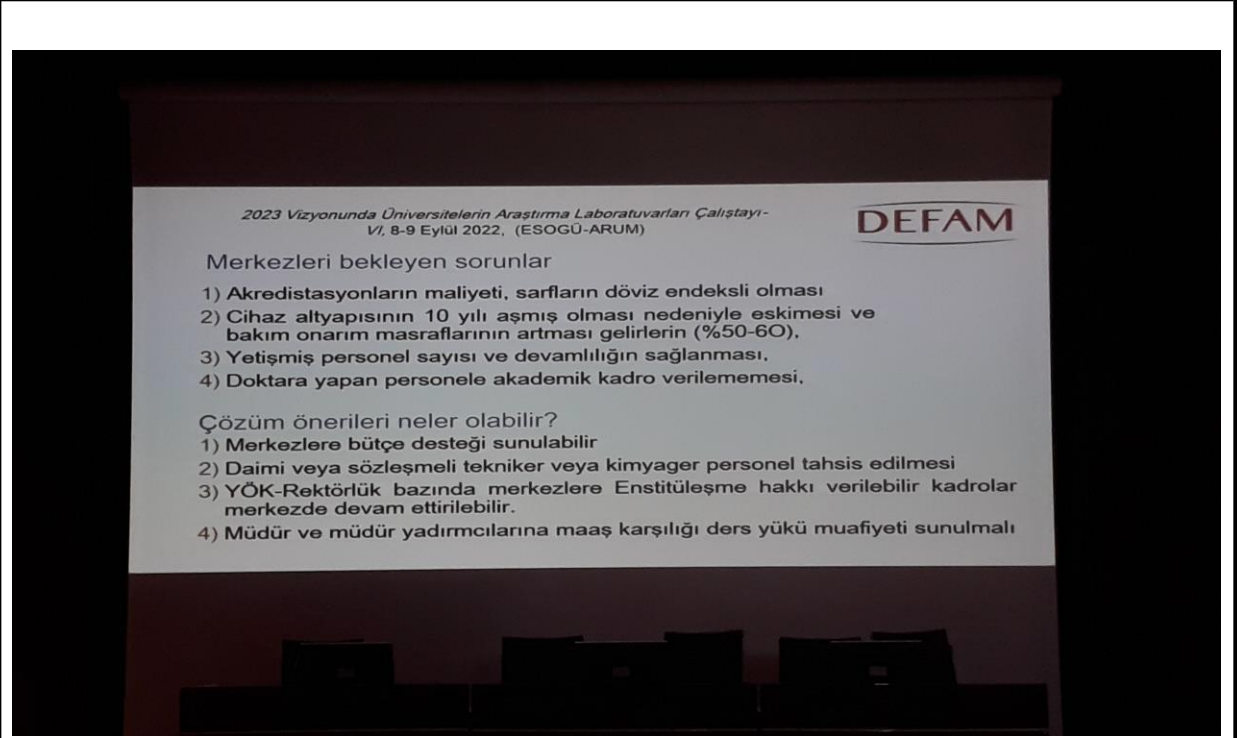 2023 Vizyonunda Üniversitelerin Araştırma Laboratuvarları Çalıştayı-
VI, 8-9 Eylül 2022, (ESOGÜ-ARUM)
DEFAM
Merkezleri bekleyen sorunlar
1) Akredistasyonların maliyeti, sarfların döviz endeksli olması
2) Cihaz altyapısının 10 yılı aşmış olması nedeniyle eskimesi ve
bakım onarım masraflarının artması gelirlerin (%50-6O),
3) Yetişmiş personel sayısı ve devamlılığın sağlanması,
4) Doktara yapan personele akademik kadro verilememesi,
Çözüm önerileri neler olabilir?
1) Merkezlere bütçe desteği sunulabilir
2) Daimi veya sözleşmeli tekniker veya kimyager personel tahsis edilmesi
3) YÖK-Rektörlük bazında merkezlere Enstitüleşme hakkı verilebilir kadrolar
merkezde devam ettirilebilir.
4) Müdür ve müdür yadırmcılarına maaş karşılığı ders yükü muafiyeti sunulmalı